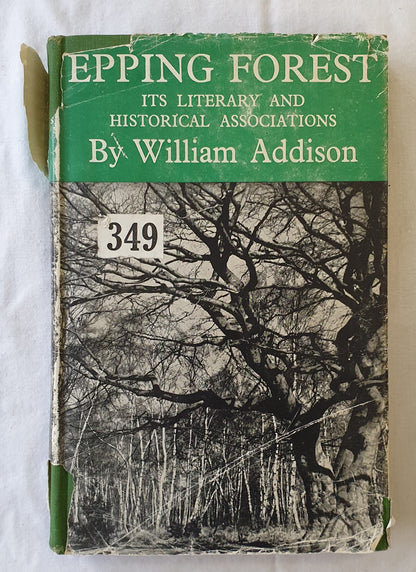 EPPING FOREST
ITS LITERARY AND
HISTORICAL ASSOCIATIONS
By William Addison
349